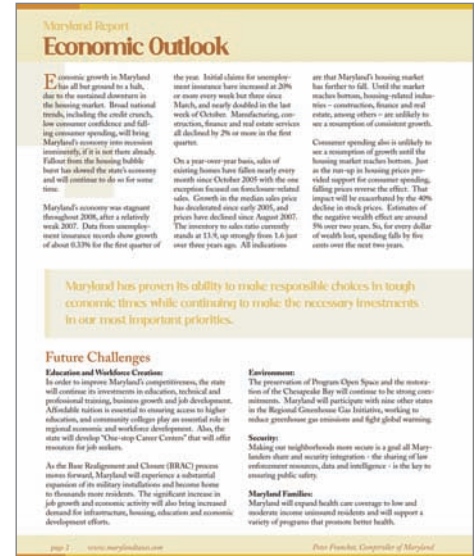 Maryland Report
Economic Outlook
Economic growth in Maryland
has all but ground to a halt,
due to the sustained downturn in
the housing market. Broad national
trends, including the credit crunch,
low consumer confidence and fall-
ing consumer spending, will bring
Maryland's economy into recession
imminently, if it is not there already.
Fallout from the housing bubble
burst has slowed the state's economy
and will continue to do so for some
time.
Maryland's economy was stagnant
throughout 2008, after a relatively
weak 2007. Data from unemploy-
ment insurance records show growth
of about 0.33% for the first quarter of
the year. Initial claims for unemploy-
ment insurance have increased at 20%
or more every week but three since
March, and nearly doubled in the last
week of October. Manufacturing, con-
struction, finance and real estate services
all declined by 2% or more in the first
quarter.
On a year-over-year basis, sales of
existing homes have fallen nearly every
month since October 2005 with the one
exception focused on foreclosure-related
sales. Growth in the median sales price
has decelerated since early 2005, and
prices have declined since August 2007.
The inventory to sales ratio currently
stands at 13.9, up strongly from 1.6 just
over three years ago. All indications
are that Maryland's housing market
has further to fall. Until the market
reaches bottom, housing-related indus-
tries – construction, finance and real
estate, among others – are unlikely to
see a resumption of consistent growth.
Consumer spending also is unlikely to
see a resumption of growth until the
housing market reaches bottom. Just
as the run-up in housing prices pro-
vided support for consumer spending,
falling prices reverse the effect. That
impact will be exacerbated by the 40%
decline in stock prices. Estimates of
the negative wealth effect are around
5% over two years. So, for every dollar
of wealth lost, spending falls by five
cents over the next two years.
Maryland has proven its ability to make responsible choices in tough
economic times while continuing to make the necessary investments
in our most important priorities.
Future Challenges
Education and Workforce Creation:
In order to improve Maryland's competitiveness, the state
will continue its investments in education, technical and
professional training, business growth and job development.
Affordable tuition is essential to ensuring access to higher
education, and community colleges play an essential role in
regional economic and workforce development. Also, the
state will develop "One-stop Career Centers" that will offer
resources for job seekers.
As the Base Realignment and Closure (BRAC) process
moves forward, Maryland will experience a substantial
expansion of its military installations and become home
to thousands more residents. The significant increase in
job growth and economic activity will also bring increased
demand for infrastructure, housing, education and economic
development efforts.
Environment:
The preservation of Program Open Space and the restora-
tion of the Chesapeake Bay will continue to be strong com-
mitments. Maryland will participate with nine other states
in the Regional Greenhouse Gas Initiative, working to
reduce greenhouse gas emissions and fight global warming.
Security:
Making our neighborhoods more secure is a goal all Mary-
landers share and security integration - the sharing of law
enforcement resources, data and intelligence - is the key to
ensuring public safety.
Maryland Families:
Maryland will expand health care coverage to low and
moderate income uninsured residents and will support a
variety of programs that promote better health.
page 2 www.marylandtaxes.com
Peter Franchot, Comptroller of Maryland